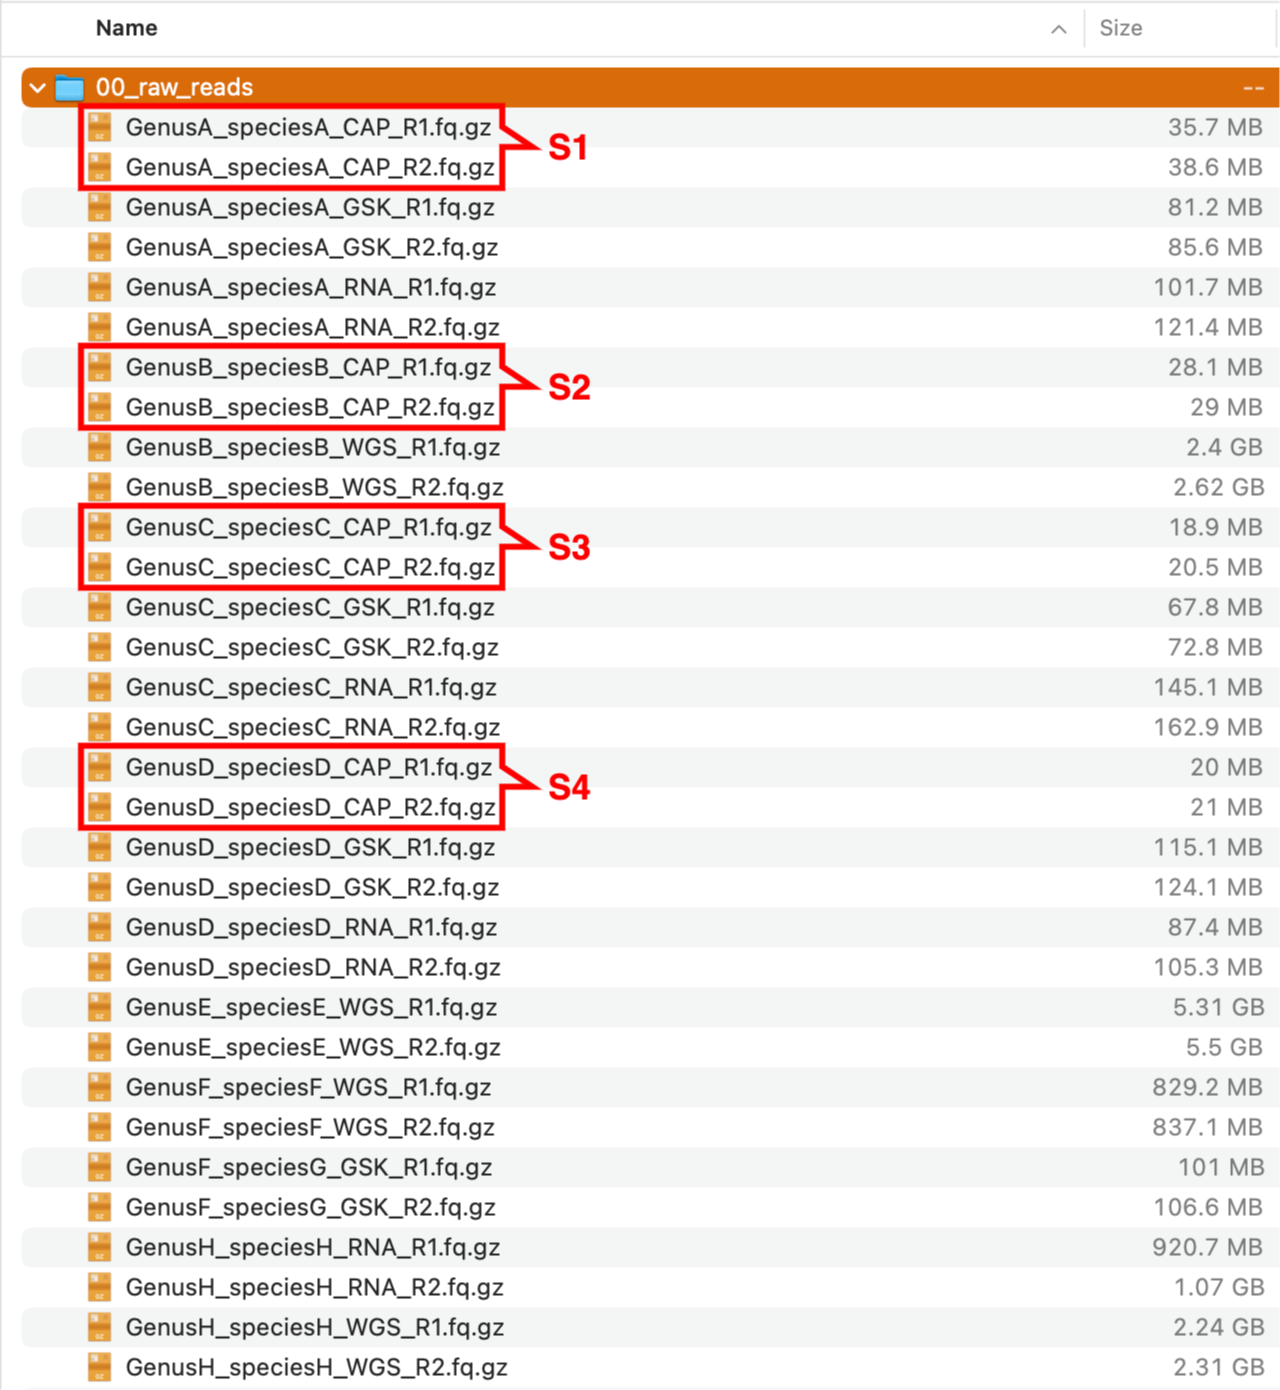 Name Size
00_raw_reads --
GenusA_speciesA_CAP_R1.fq.gz 35.7 MB
S1
GenusA_speciesA_CAP_R2.fq.gz 38.6 MB
GenusA_speciesA_GSK_R1.fq.gz 81.2 MB
GenusA_speciesA_GSK_R2.fq.gz 85.6 MB
GenusA_speciesA_RNA_R1.fq.gz 101.7 MB
GenusA_speciesA_RNA_R2.fq.gz 121.4 MB
GenusB_speciesB_CAP_R1.fq.gz 28.1 MB
S2
GenusB_speciesB_CAP_R2.fq.gz 29 MB
GenusB_speciesB_WGS_R1.fq.gz 2.4 GB
GenusB_speciesB_WGS_R2.fq.gz 2.62 GB
GenusC_speciesC_CAP_R1.fq.gz 18.9 MB
S3
GenusC_speciesC_CAP_R2.fq.gz 20.5 MB
GenusC_speciesC_GSK_R1.fq.gz 67.8 MB
GenusC_speciesC_GSK_R2.fq.gz 72.8 MB
GenusC_speciesC_RNA_R1.fq.gz 145.1 MB
GenusC_speciesC_RNA_R2.fq.gz 162.9 MB
GenusD_speciesD_CAP_R1.fq.gz 20 MB
S4
GenusD_speciesD_CAP_R2.fq.gz 21 MB
GenusD_speciesD_GSK_R1.fq.gz 115.1 MB
GenusD_speciesD_GSK_R2.fq.gz 124.1 MB
GenusD_speciesD_RNA_R1.fq.gz 87.4 MB
GenusD_speciesD_RNA_R2.fq.gz 105.3 MB
GenusE_speciesE_WGS_R1.fq.gz 5.31 GB
GenusE_speciesE_WGS_R2.fq.gz 5.5 GB
GenusF_speciesF_WGS_R1.fq.gz 829.2 MB
GenusF_speciesF_WGS_R2.fq.gz 837.1 MB
GenusF_speciesG_GSK_R1.fq.gz 101 MB
GenusF_speciesG_GSK_R2.fq.gz 106.6 MB
GenusH_speciesH_RNA_R1.fq.gz 920.7 MB
GenusH_speciesH_RNA_R2.fq.gz 1.07 GB
GenusH_speciesH_WGS_R1.fq.gz 2.24 GB
GenusH_speciesH_WGS_R2.fq.gz 2.31 GB